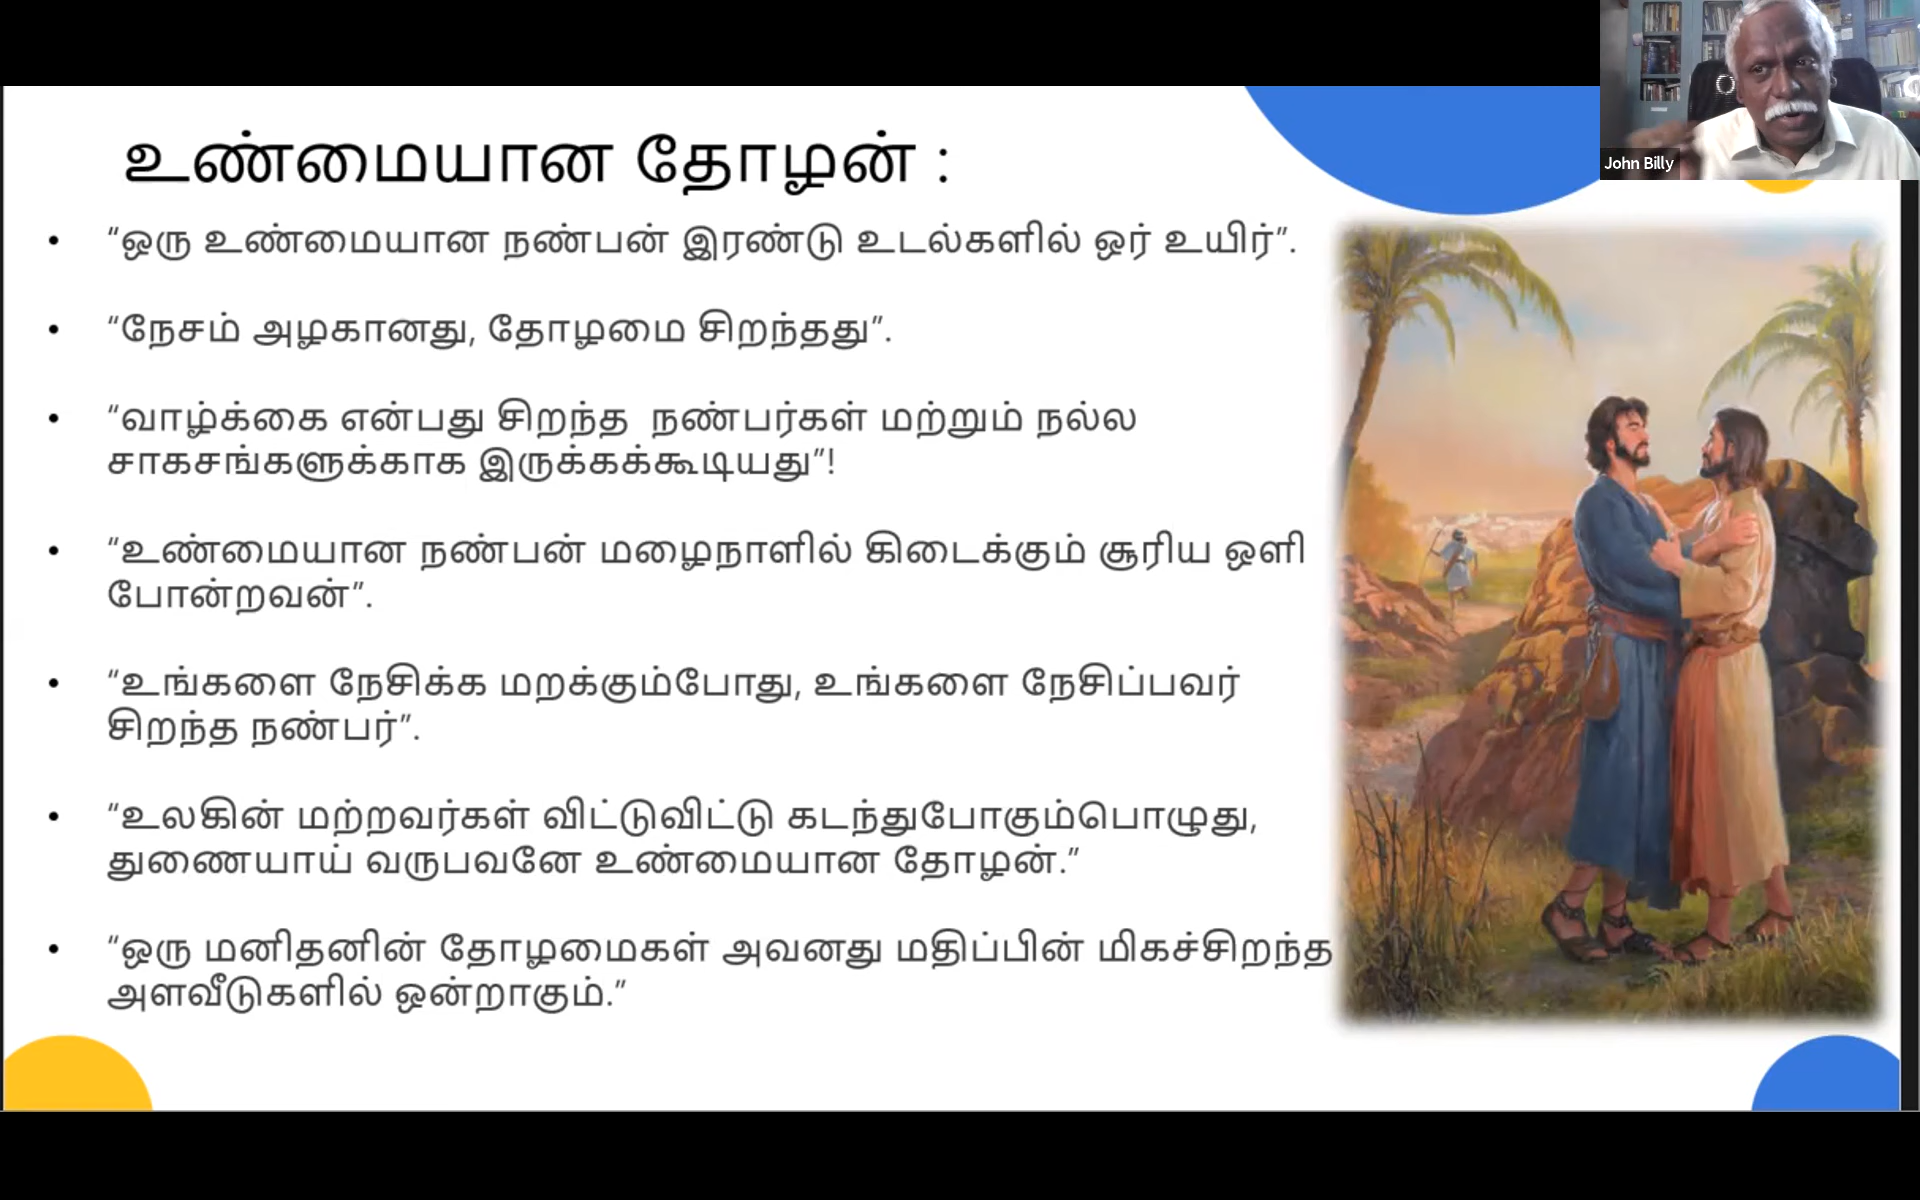 John Billy
உண்மையான தோழன் :
• “ஒரு உண்மையான நண்பன் இரண்டு உடல்களில் ஒர் உயிர்”.
• “நேசம் அழகானது, தோழமை சிறந்தது”.
• “வாழ்க்கை என்பது சிறந்த நண்பர்கள் மற்றும் நல்ல
சாகசங்களுக்காக இருக்கக்கூடியது”!
• “உண்மையான நண்பன் மழைநாளில் கிடைக்கும் சூரிய ஒளி
போன்றவன்”.
• “உங்களை நேசிக்க மறக்கும்போது, உங்களை நேசிப்பவர்
சிறந்த நண்பர்”.
• “உலகின் மற்றவர்கள் விட்டுவிட்டு கடந்துபோகும்பொழுது,
துணையாய் வருபவனே உண்மையான தோழன்.”
• “ஒரு மனிதனின் தோழமைகள் அவனது மதிப்பின் மிகச்சிறந்த
அளவீடுகளில் ஒன்றாகும்.”